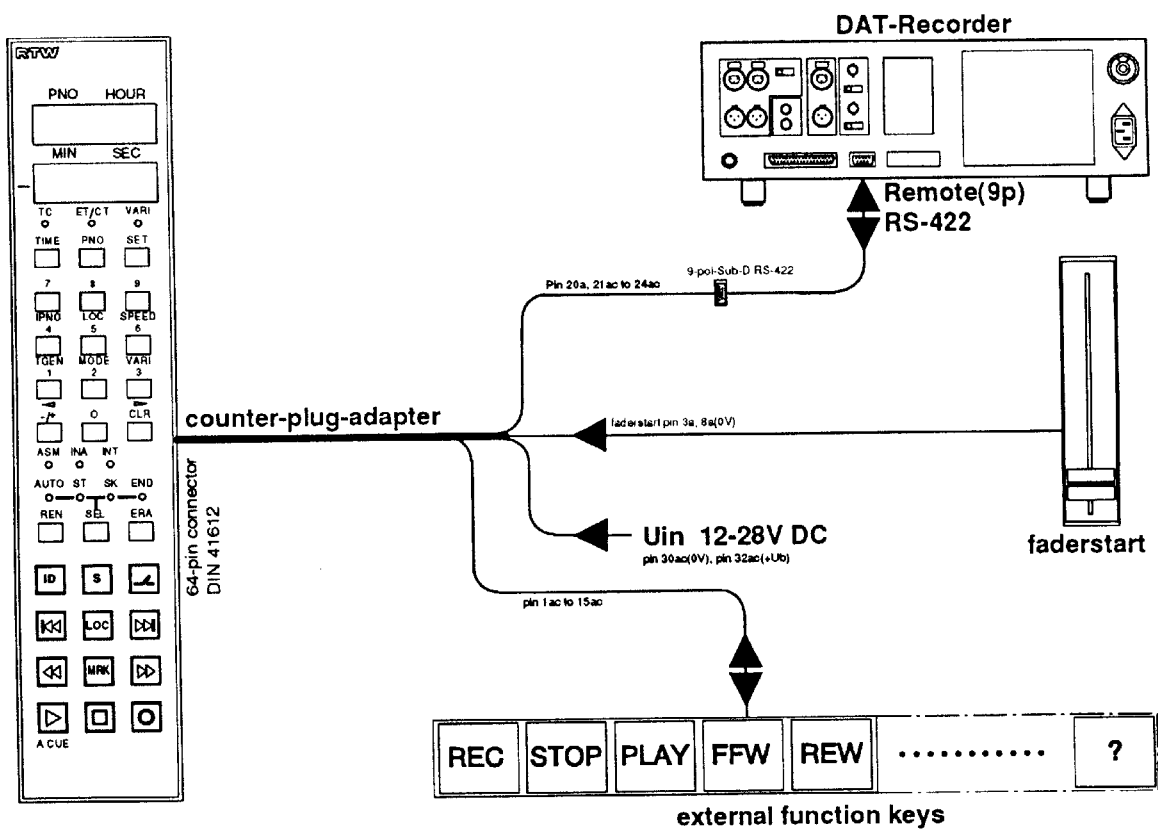 DAT-Recorder
RTW
PNO HOUR
MIN SEC
TC ET/CT VARI
TIME PNO SET
7 8 9
IPNO LOC SPEED
4 5 6
TGEN MODE VARI
1 2 3
-/+ 0 CLR
ASM INA INT
AUTO ST SK END
REN SEL ERA
ID S
LOC
MRK
A CUE
counter-plug-adapter
64-pin connector
DIN 41612
Remote(9p)
RS-422
9-pol-Sub-D RS-422
Pin 20a, 21ac to 24ac
faderstart pin 3a, 8a(0V)
faderstart
Uin 12-28V DC
pin 30ac(0V), pin 32ac(+Ub)
pin 1ac to 15ac
REC STOP PLAY FFW REW ........... ?
external function keys